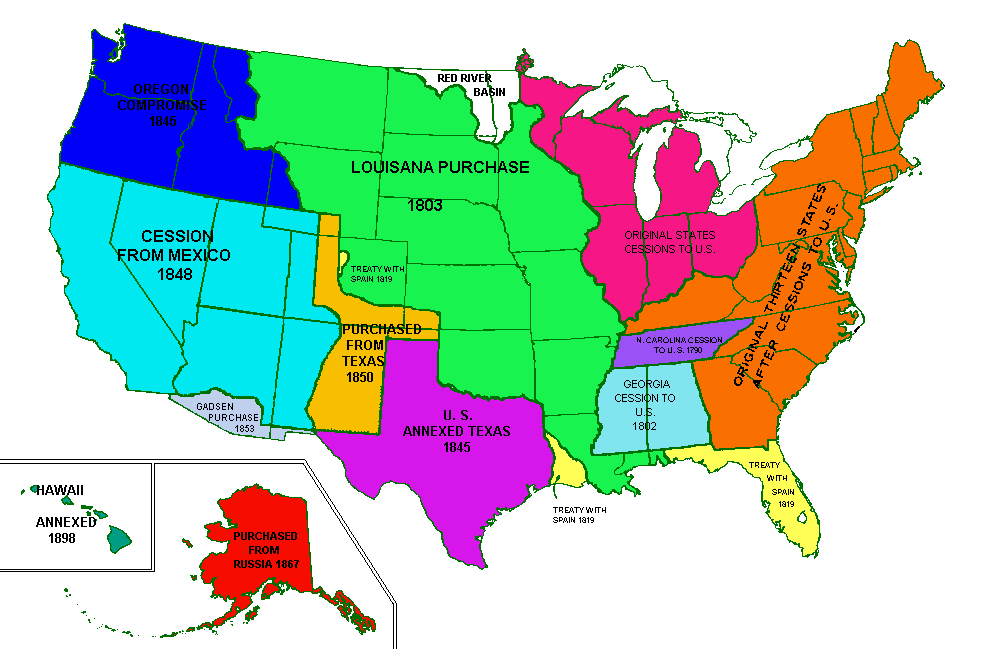 RED RIVER
BASIN
OREGON
COMPROMISE
1846
LOUISANA PURCHASE
1803
CESSION
FROM MEXICO
1848
TREATY WITH
SPAIN 1819
ORIGINAL STATES
CESSIONS TO U.S.
ORIGINAL THIRTEEN STATES
AFTER CESSIONS TO U.S.
PURCHASED
FROM
TEXAS
1850
N. CAROLINA CESSION
TO U.S. 1790
GEORGIA
CESSION TO
U.S.
1802
GADSEN
PURCHASE
1853
U. S.
ANNEXED TEXAS
1845
TREATY
WITH
SPAIN
1819
TREATY WITH
SPAIN 1819
HAWAII
ANNEXED
1898
PURCHASED
FROM
RUSSIA 1867